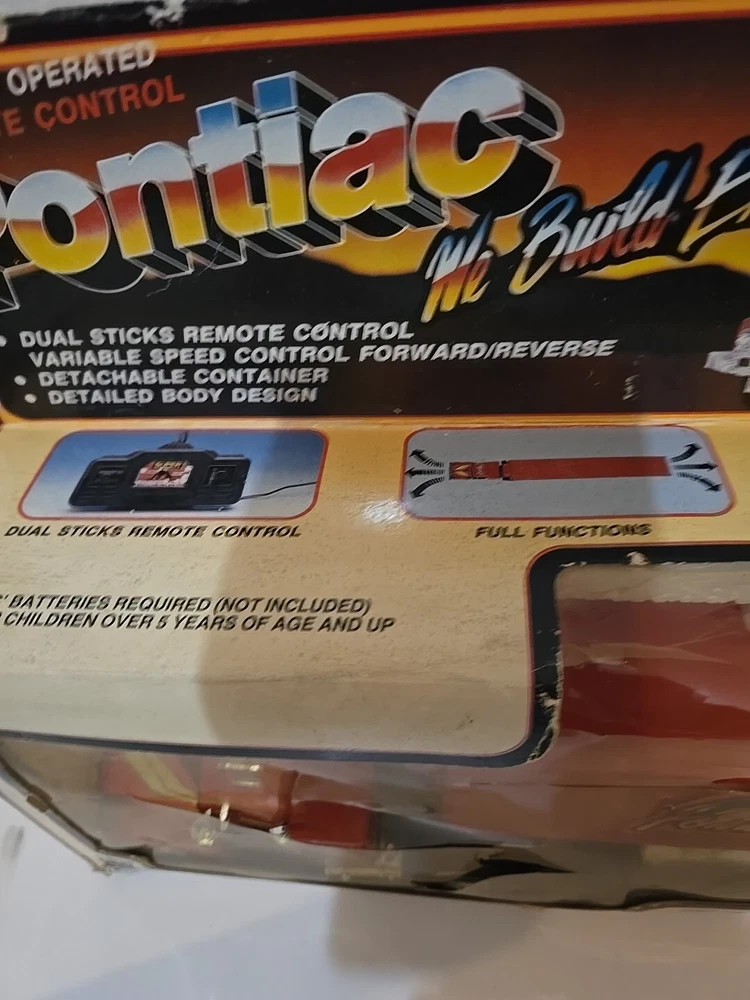 OPERATED
E CONTROL
Pontiac
We Build E
• DUAL STICKS REMOTE CONTROL
VARIABLE SPEED CONTROL FORWARD/REVERSE
• DETACHABLE CONTAINER
• DETAILED BODY DESIGN
DUAL STICKS REMOTE CONTROL
FULL FUNCTIONS
' BATTERIES REQUIRED (NOT INCLUDED)
CHILDREN OVER 5 YEARS OF AGE AND UP